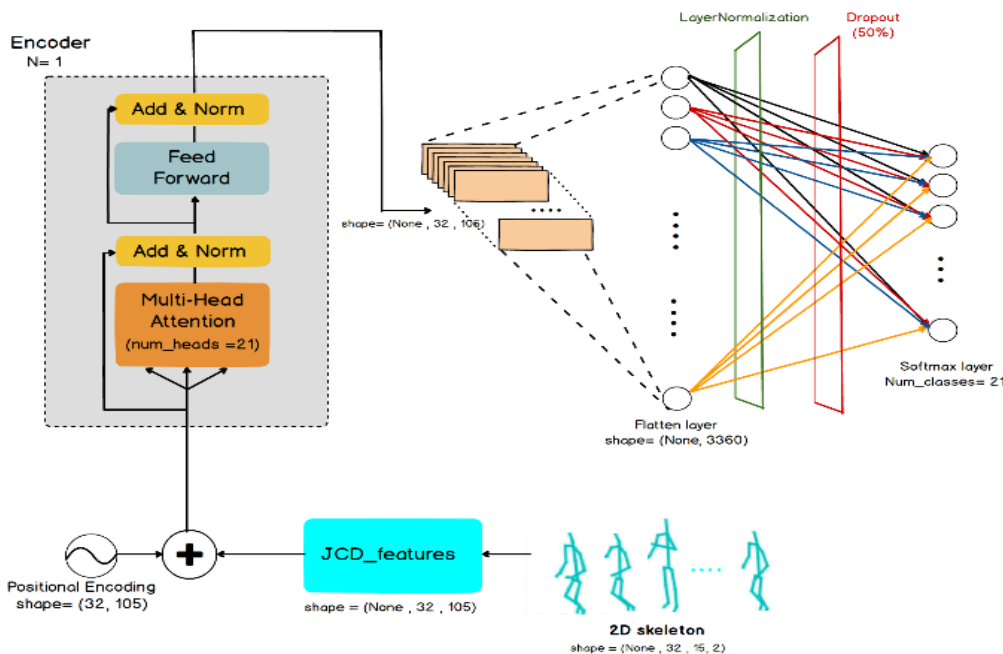 Encoder
N= 1
Add & Norm
Feed
Forward
Add & Norm
Multi-Head
Attention
(num_heads =21)
Positional Encoding
shape= (32, 105)
JCD_features
shape = (None , 32 , 105)
2D skeleton
shape = (None , 32 , 15, 2)
shape= (None , 32 , 105)
LayerNormalization
Dropout
(50%)
Flatten layer
shape= (None, 3360)
Softmax layer
Num_classes= 21